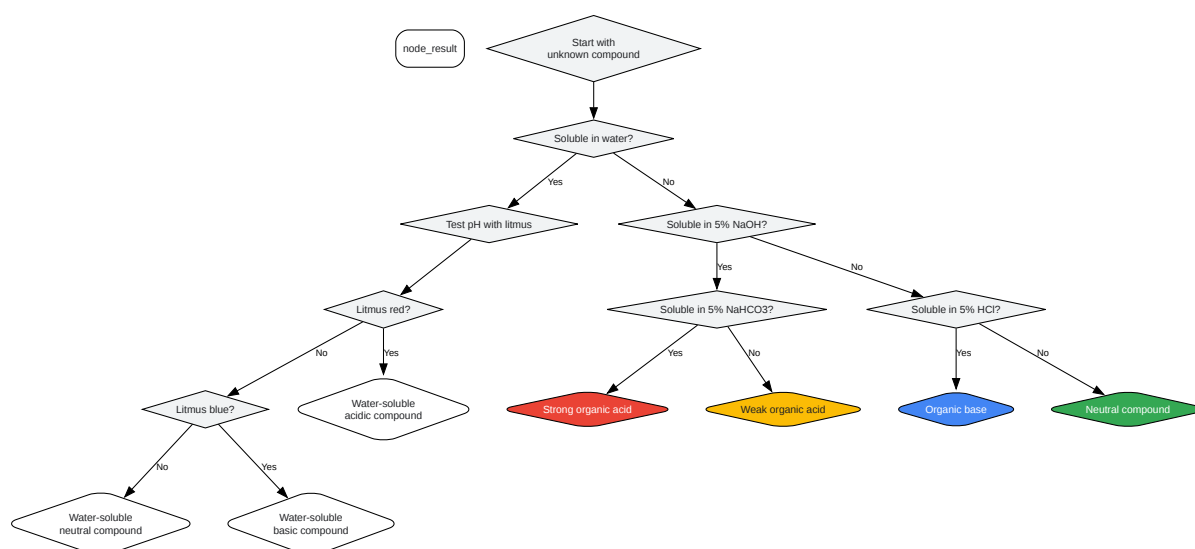 node_result
Start with
unknown compound
Soluble in water?
Yes
No
Test pH with litmus
Soluble in 5% NaOH?
Yes
No
Litmus red?
Soluble in 5% NaHCO3?
Soluble in 5% HCl?
No
Yes
Yes
No
Yes
No
Litmus blue?
Water-soluble
acidic compound
Strong organic acid
Weak organic acid
Organic base
Neutral compound
No
Yes
Water-soluble
neutral compound
Water-soluble
basic compound